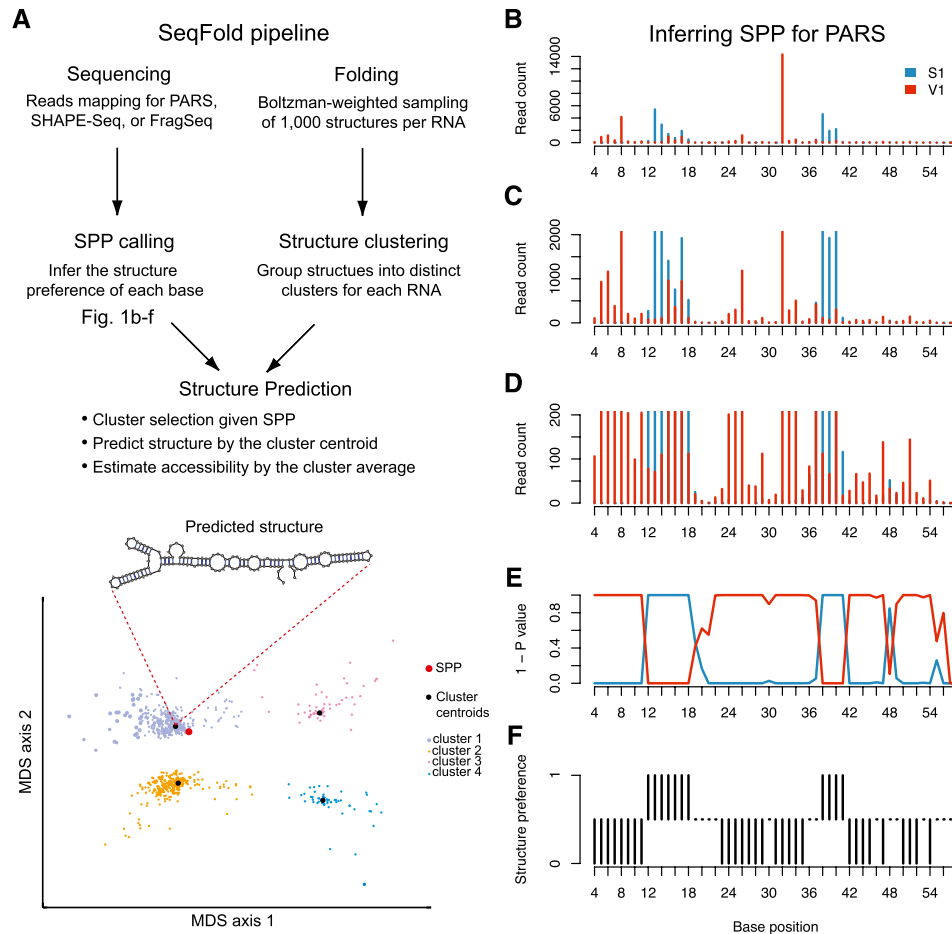 A
SeqFold pipeline
Sequencing
Reads mapping for PARS,
SHAPE-Seq, or FragSeq
Folding
Boltzman-weighted sampling
of 1,000 structures per RNA
SPP calling
Infer the structure
preference of each base
Fig. 1b-f
Structure clustering
Group structues into distinct
clusters for each RNA
Structure Prediction
• Cluster selection given SPP
• Predict structure by the cluster centroid
• Estimate accessibility by the cluster average
Predicted structure
SPP
Cluster
centroids
cluster 1
cluster 2
cluster 3
cluster 4
MDS axis 2
MDS axis 1
B
Inferring SPP for PARS
S1
V1
Read count
0 6000 14000
4 8 12 18 24 30 36 42 48 54
C
Read count
0 1000 2000
4 8 12 18 24 30 36 42 48 54
D
Read count
0 100 200
4 8 12 18 24 30 36 42 48 54
E
1 − P value
0.0 0.4 0.8
4 8 12 18 24 30 36 42 48 54
F
Structure preference
0 1
4 8 12 18 24 30 36 42 48 54
Base position